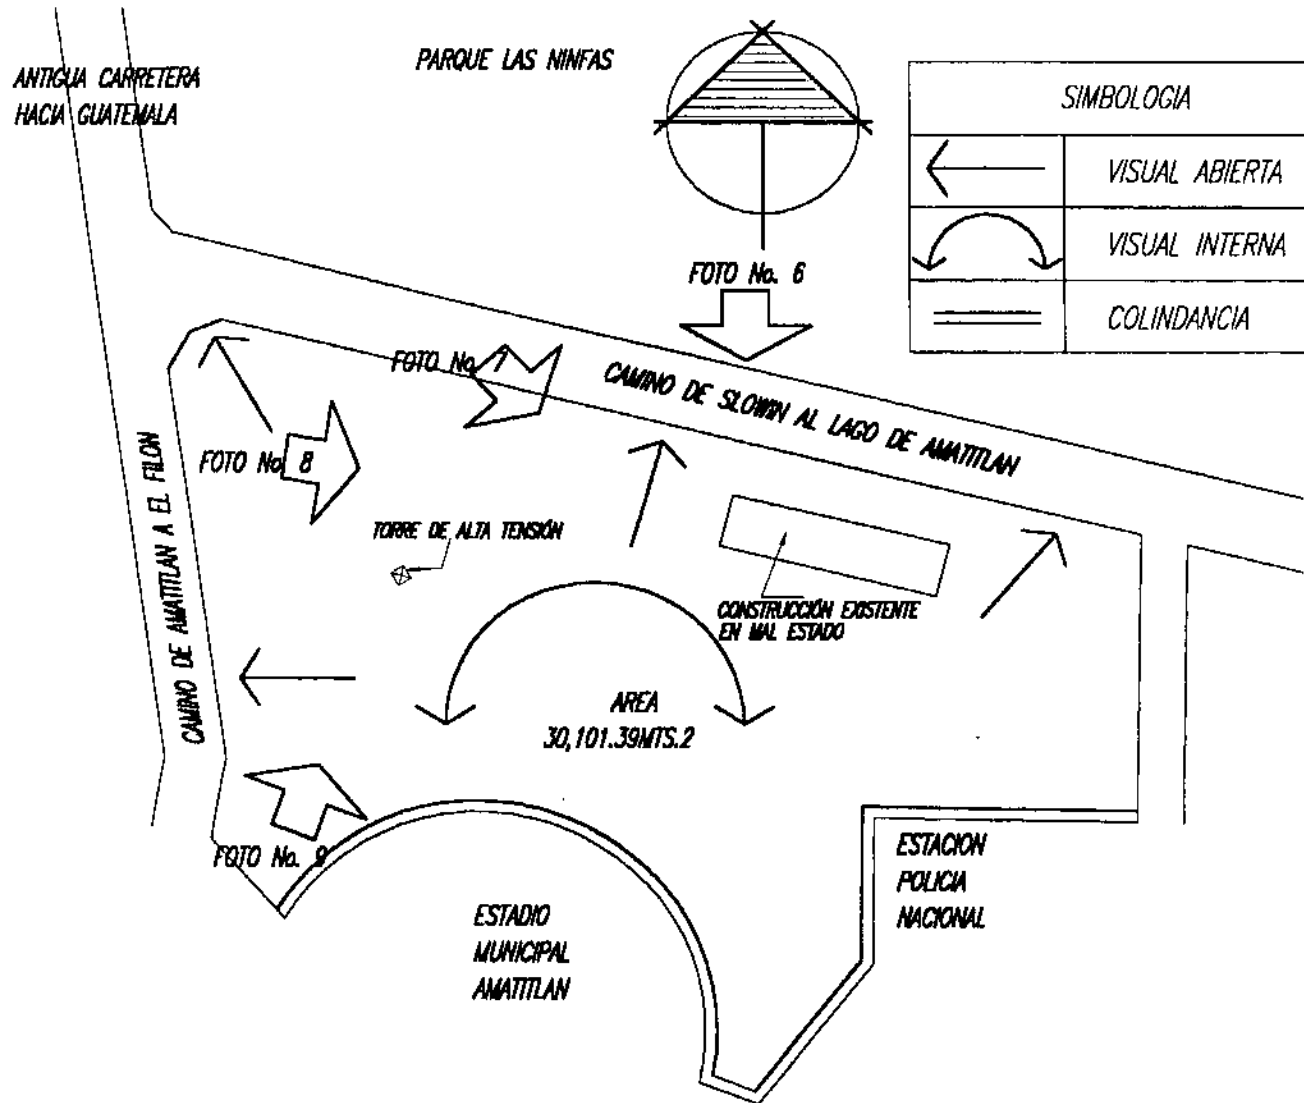 PARQUE LAS NINFAS
ANTIGUA CARRETERA
HACIA GUATEMALA
SIMBOLOGIA
VISUAL ABIERTA
VISUAL INTERNA
COLINDANCIA
FOTO No. 6
FOTO No. 7
CAMINO DE SLOWIN AL LAGO DE AMATITLAN
FOTO No. 8
CAMINO DE AMATITLAN A EL FILON
TORRE DE ALTA TENSIÓN
CONSTRUCCIÓN EXISTENTE
EN MAL ESTADO
AREA
30,101.39MTS.2
FOTO No. 9
ESTADIO
MUNICIPAL
AMATITLAN
ESTACION
POLICIA
NACIONAL